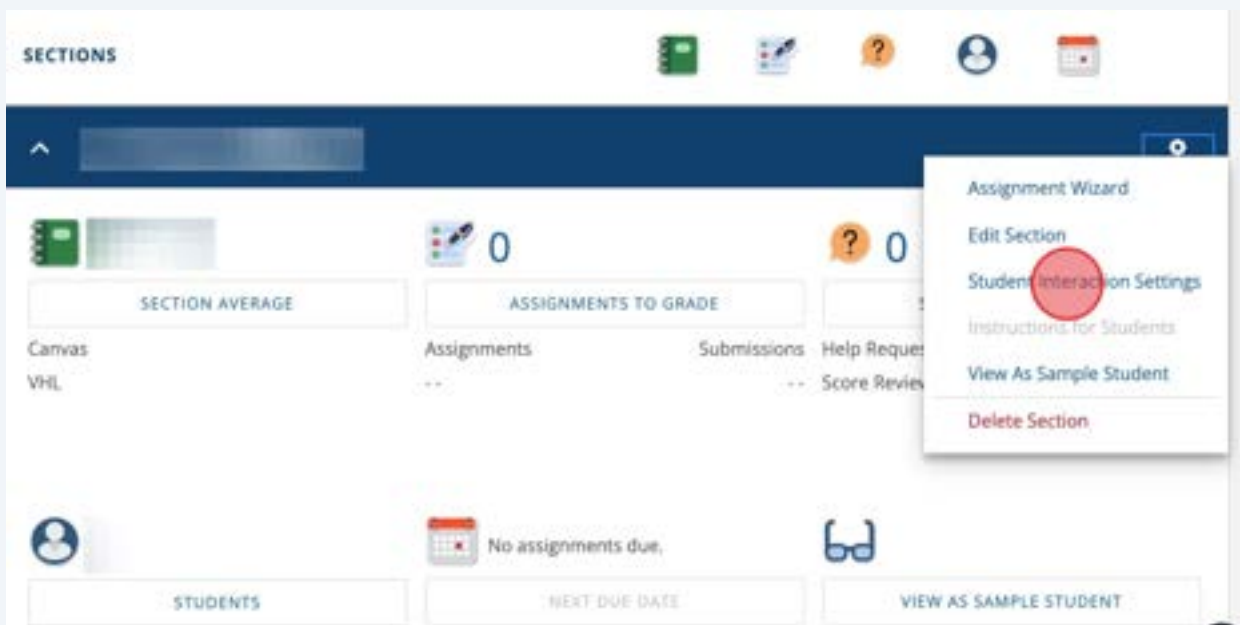 SECTIONS
Assignment Wizard
Edit Section
Student Interaction Settings
Instructions for Students
View As Sample Student
Delete Section
0
0
SECTION AVERAGE
ASSIGNMENTS TO GRADE
Canvas
VHL
Assignments Submissions
-- --
Help
Score
No assignments due.
STUDENTS
NEXT DUE DATE
VIEW AS SAMPLE STUDENT